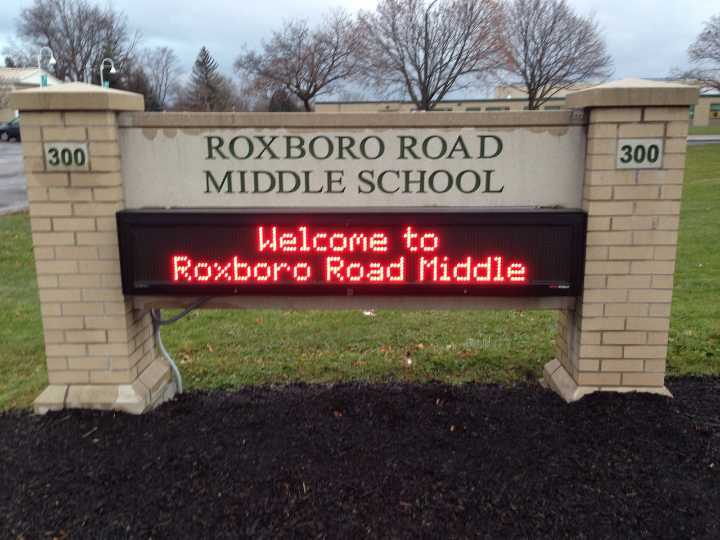 300
ROXBORO ROAD
MIDDLE SCHOOL
300
Welcome to
Roxboro Road Middle